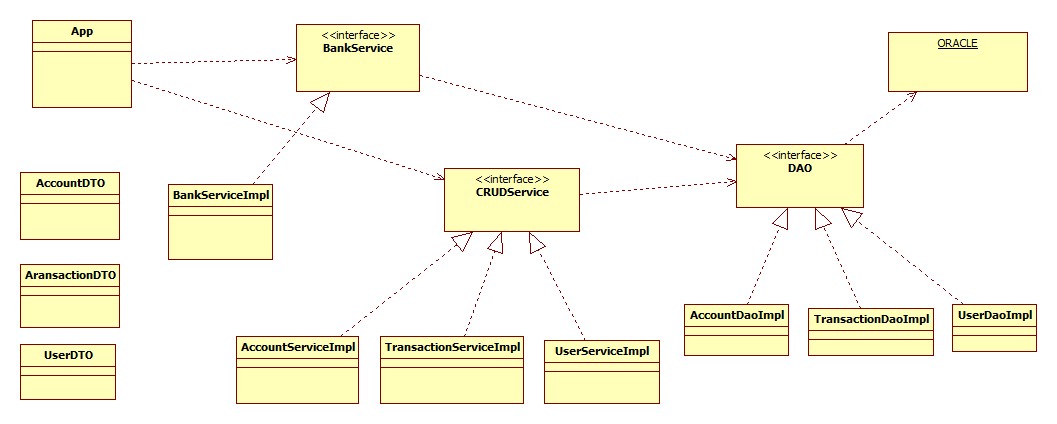 App
<<interface>>
BankService
ORACLE
<<interface>>
DAO
AccountDTO
BankServiceImpl
<<interface>>
CRUDService
AransactionDTO
AccountDaoImpl
TransactionDaoImpl
UserDaoImpl
UserDTO
AccountServiceImpl
TransactionServiceImpl
UserServiceImpl